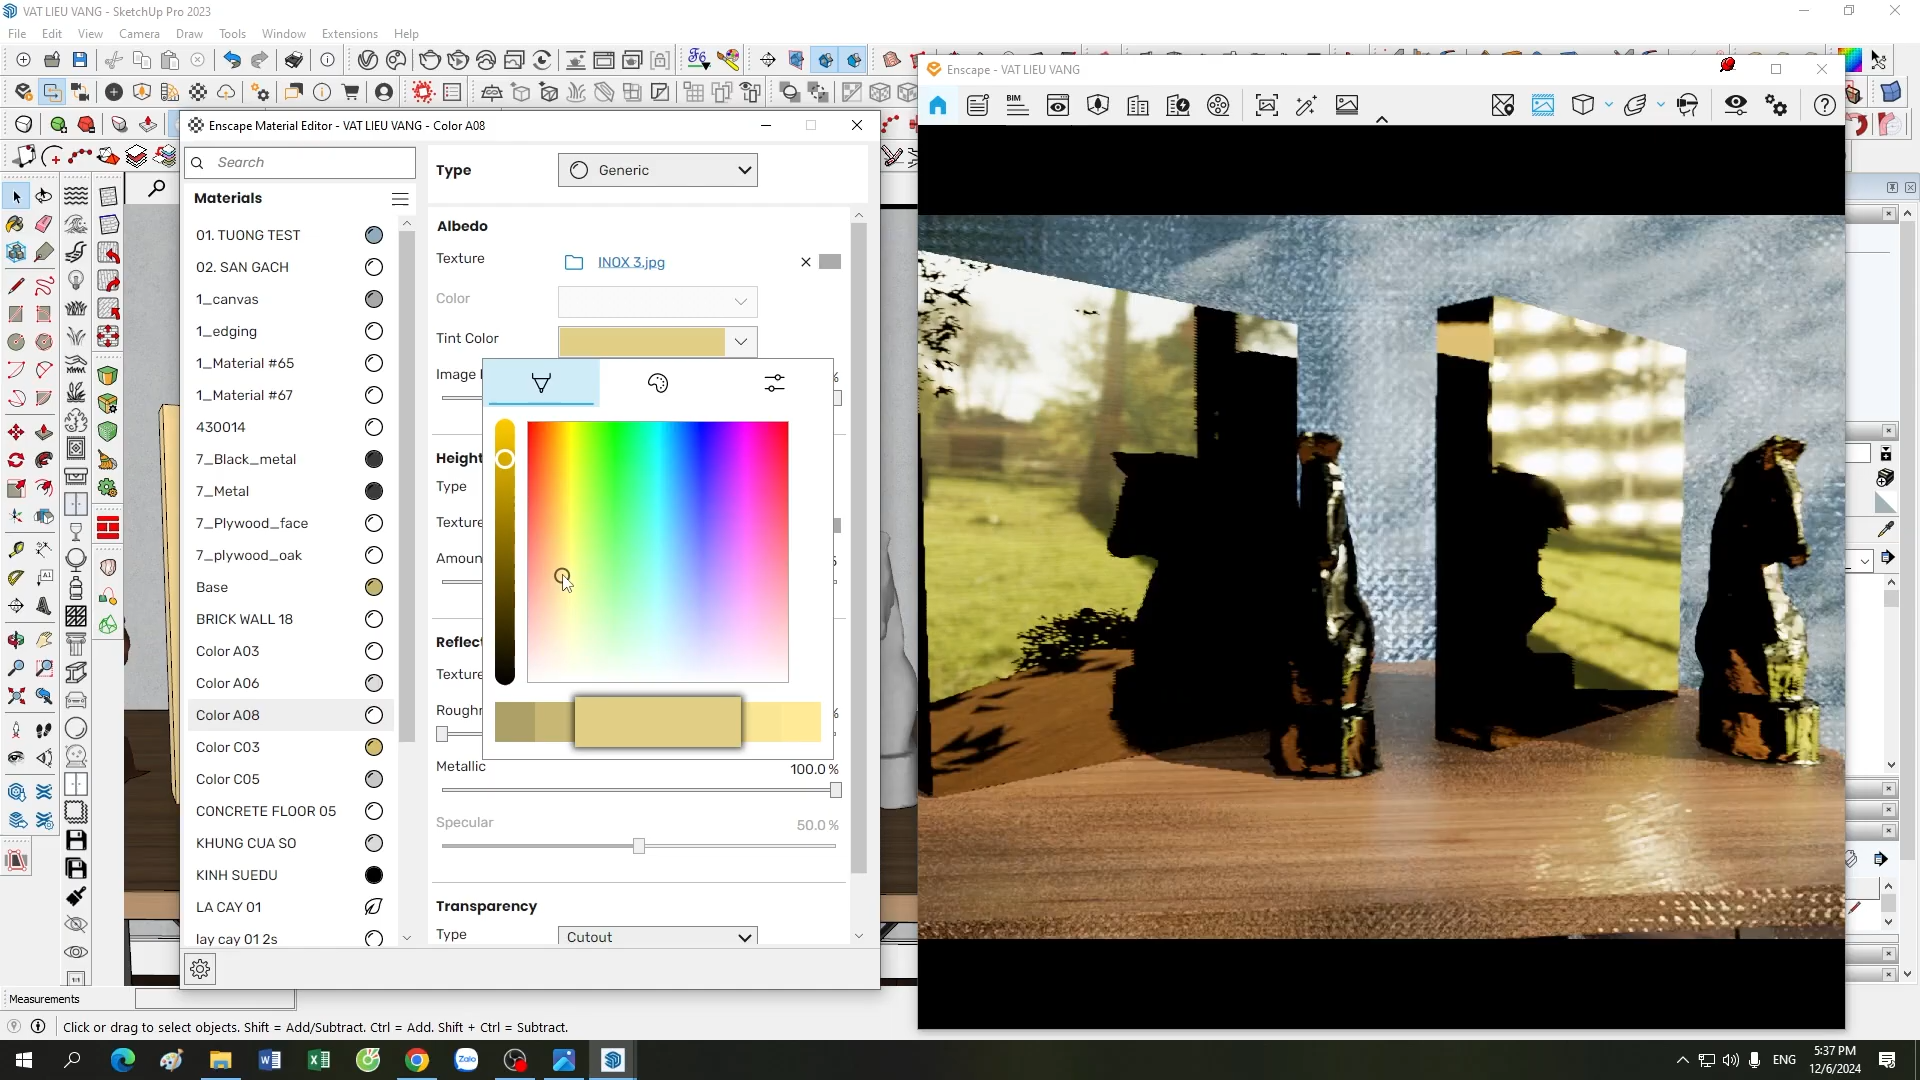 VAT LIEU VANG - SketchUp Pro 2023
File Edit View Camera Draw Tools Window Extensions Help
Enscape - VAT LIEU VANG
BIM
Enscape Material Editor - VAT LIEU VANG - Color A08
Search
Materials
01. TUONG TEST
02. SAN GACH
1_canvas
1_edging
1_Material #65
1_Material #67
430014
7_Black_metal
7_Metal
7_Plywood_face
7_plywood_oak
Base
BRICK WALL 18
Color A03
Color A06
Color A08
Color C03
Color C05
CONCRETE FLOOR 05
KHUNG CUA SO
KINH SUEDU
LA CAY 01
lay cay 01 2s
Type Generic
Albedo
Texture INOX 3.jpg
Color
Tint Color
Image
Height
Type
Texture
Amoun
Reflect
Texture
Roughn
Metallic 100.0 %
Specular 50.0 %
Transparency
Type Cutout
Measurements
Click or drag to select objects. Shift = Add/Subtract. Ctrl = Add. Shift + Ctrl = Subtract.
Zalo
ENG
5:37 PM
12/6/2024